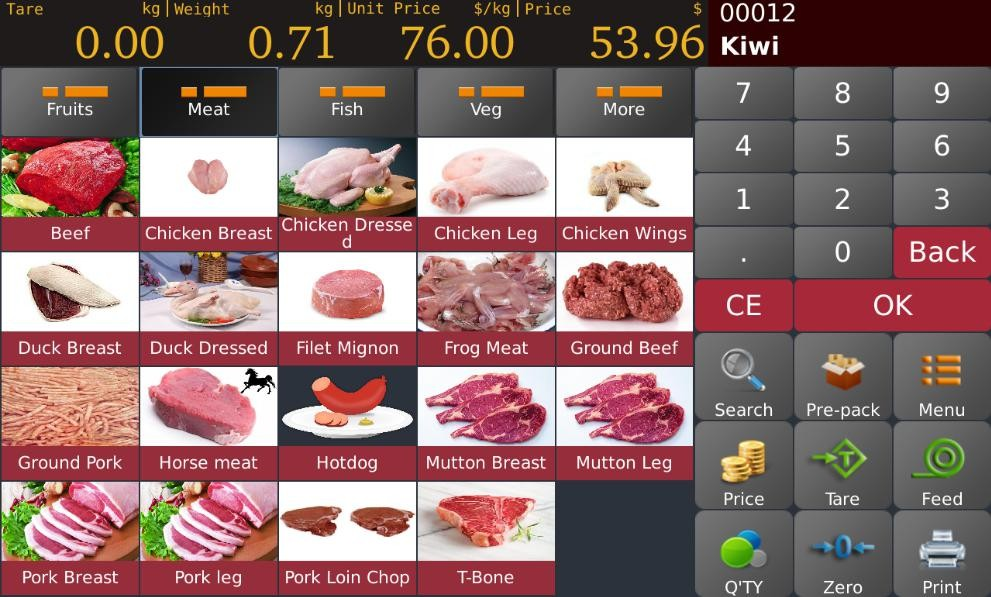 Tare kg|Weight kg|Unit Price $/kg|Price $
0.00 0.71 76.00 53.96
00012
Kiwi
Fruits Meat Fish Veg More
7 8 9
4 5 6
1 2 3
. 0 Back
CE OK
Beef Chicken Breast Chicken Dresse
d Chicken Leg Chicken Wings
Duck Breast Duck Dressed Filet Mignon Frog Meat Ground Beef
Ground Pork Horse meat Hotdog Mutton Breast Mutton Leg
Pork Breast Pork leg Pork Loin Chop T-Bone
Search Pre-pack Menu
T
Price Tare Feed
0
Q'TY Zero Print